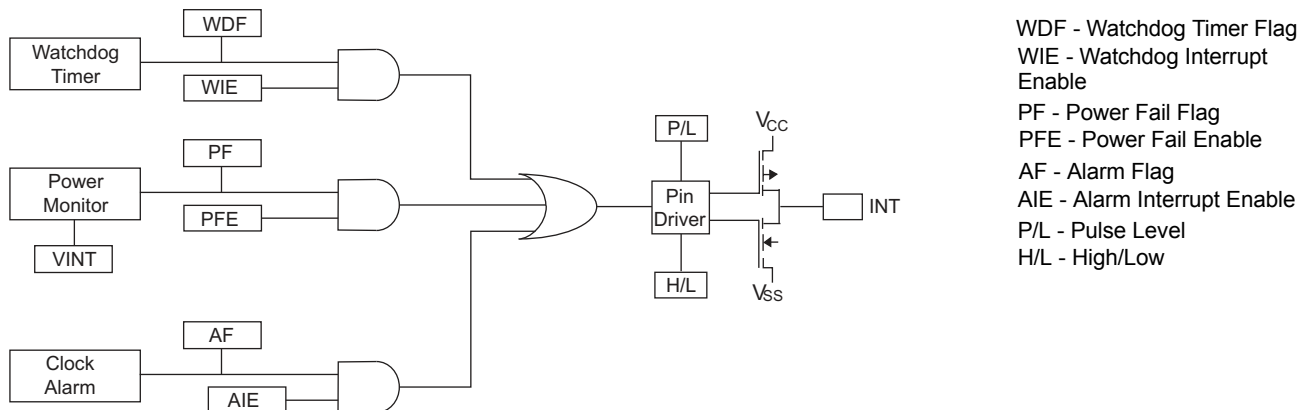 WDF
Watchdog
Timer
WIE
PF
Power
Monitor
PFE
VINT
AF
Clock
Alarm
AIE
P/L
Pin
Driver
H/L
VCC
INT
VSS
WDF - Watchdog Timer Flag
WIE - Watchdog Interrupt
Enable
PF - Power Fail Flag
PFE - Power Fail Enable
AF - Alarm Flag
AIE - Alarm Interrupt Enable
P/L - Pulse Level
H/L - High/Low